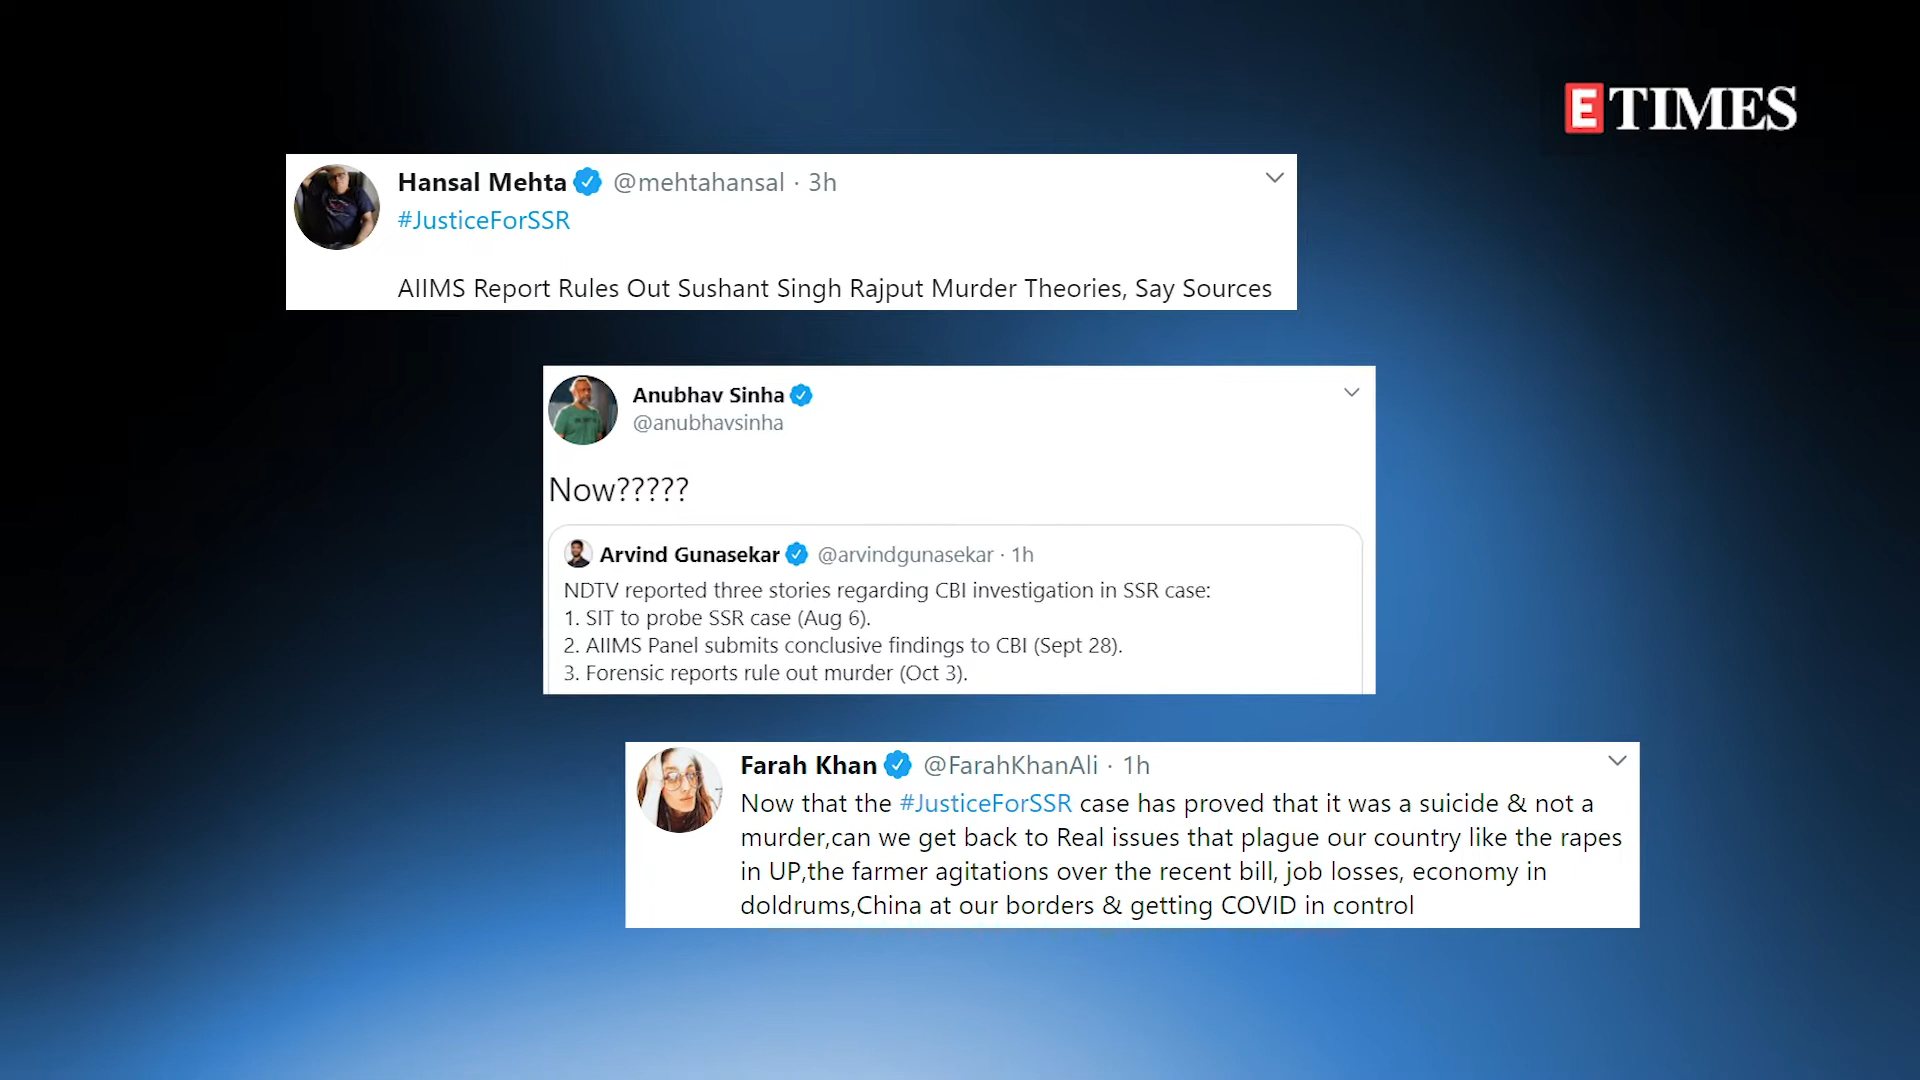 E TIMES
Hansal Mehta @mehtahansal · 3h
#JusticeForSSR
AIIMS Report Rules Out Sushant Singh Rajput Murder Theories, Say Sources
Anubhav Sinha
@anubhavsinha
Now?????
Arvind Gunasekar @arvindgunasekar · 1h
NDTV reported three stories regarding CBI investigation in SSR case:
1. SIT to probe SSR case (Aug 6).
2. AIIMS Panel submits conclusive findings to CBI (Sept 28).
3. Forensic reports rule out murder (Oct 3).
Farah Khan @FarahKhanAli · 1h
Now that the #JusticeForSSR case has proved that it was a suicide & not a
murder,can we get back to Real issues that plague our country like the rapes
in UP,the farmer agitations over the recent bill, job losses, economy in
doldrums,China at our borders & getting COVID in control